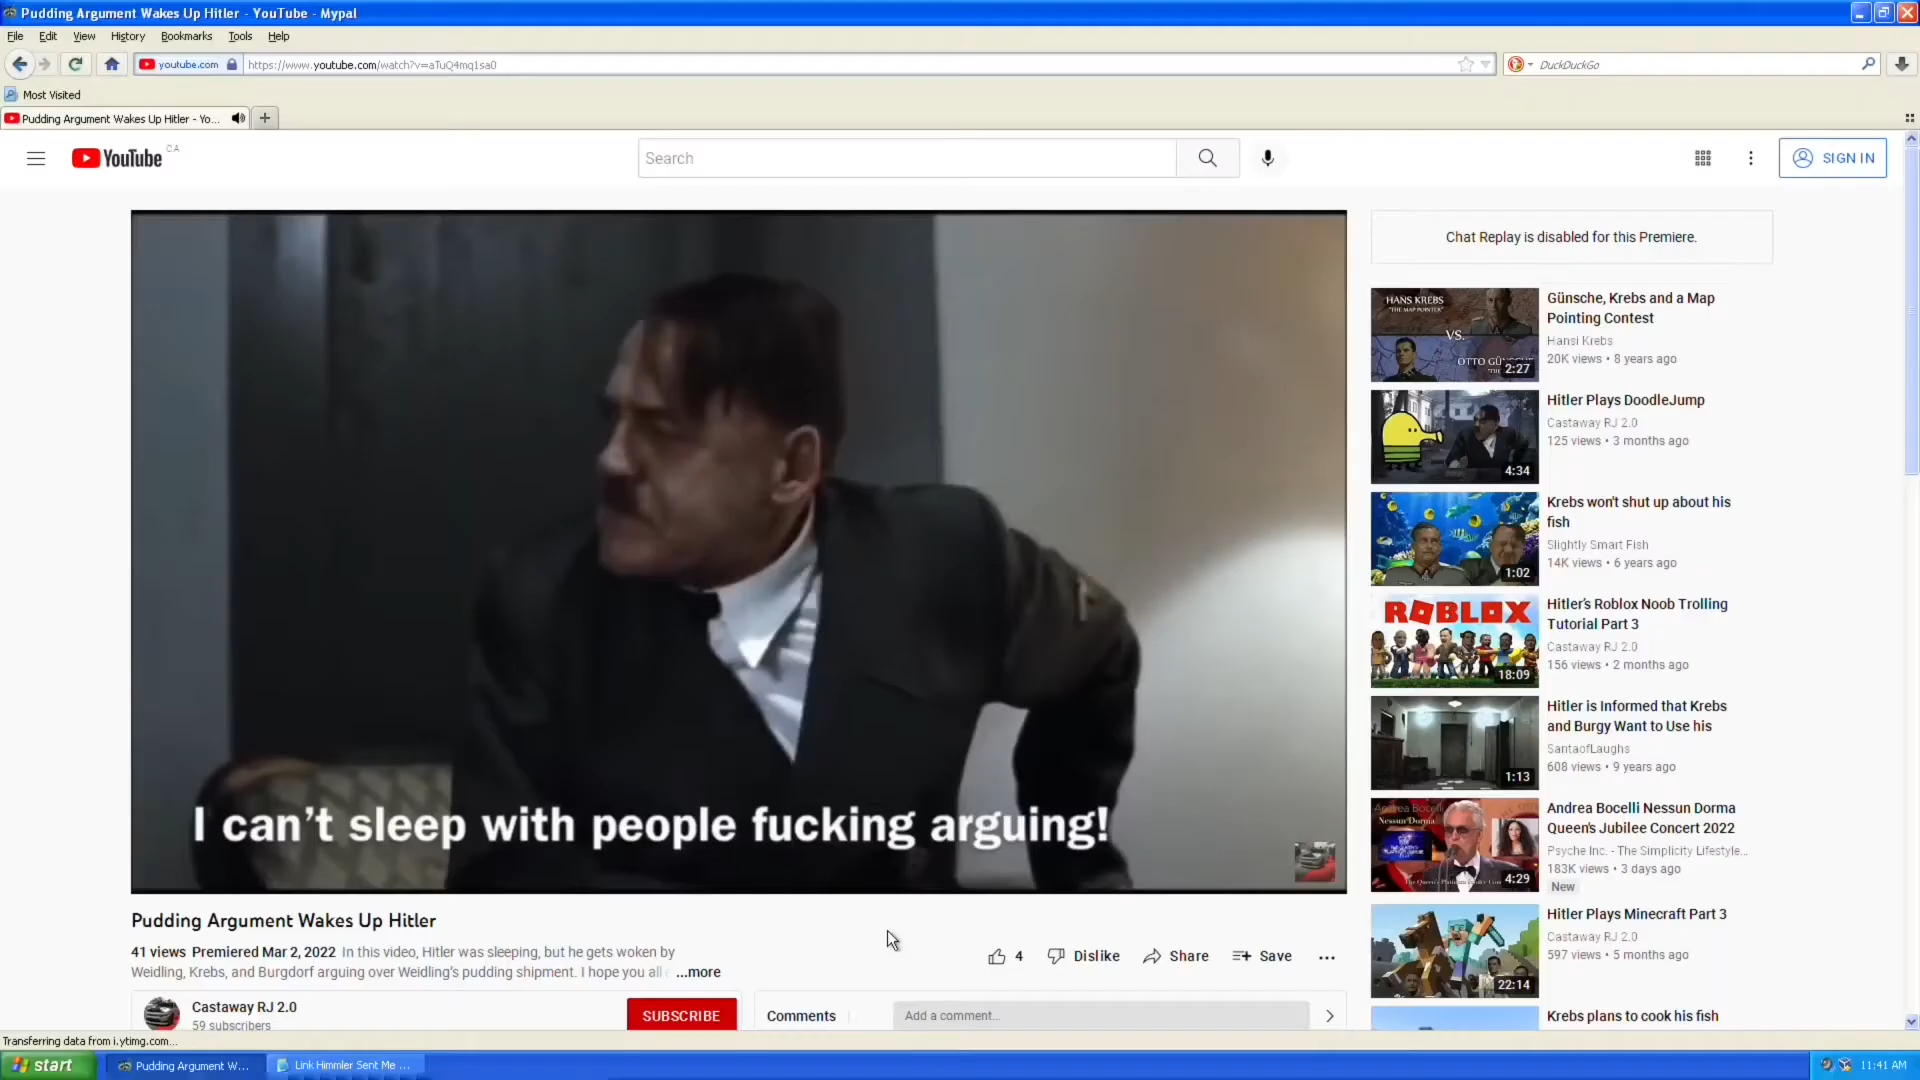 Pudding Argument Wakes Up Hitler - YouTube - Mypal
File Edit View History Bookmarks Tools Help
youtube.com https://www.youtube.com/watch?v=aTuQ4mq1sa0 DuckDuckGo
Most Visited
Pudding Argument Wakes Up Hitler - Yo...
YouTube CA
Search
SIGN IN
I can't sleep with people fucking arguing!
Pudding Argument Wakes Up Hitler
41 views Premiered Mar 2, 2022 In this video, Hitler was sleeping, but he gets woken by
Weidling, Krebs, and Burgdorf arguing over Weidling's pudding shipment. I hope you all ...more
4 Dislike Share Save
Castaway RJ 2.0
59 subscribers
SUBSCRIBE
Comments
Add a comment...
Chat Replay is disabled for this Premiere.
HANS KREBS
"THE MAP POINTER"
VS.
2:27
Günsche, Krebs and a Map
Pointing Contest
Hansi Krebs
20K views • 8 years ago
4:34
Hitler Plays DoodleJump
Castaway RJ 2.0
125 views • 3 months ago
1:02
Krebs won't shut up about his
fish
Slightly Smart Fish
14K views • 6 years ago
ROBLOX
18:09
Hitler's Roblox Noob Trolling
Tutorial Part 3
Castaway RJ 2.0
156 views • 2 months ago
1:13
Hitler is Informed that Krebs
and Burgy Want to Use his
SantaofLaughs
608 views • 9 years ago
Andrea Bocelli
Nessun Dorma
4:29
Andrea Bocelli Nessun Dorma
Queen's Jubilee Concert 2022
Psyche Inc. - The Simplicity Lifestyle...
183K views • 3 days ago
New
22:14
Hitler Plays Minecraft Part 3
Castaway RJ 2.0
597 views • 5 months ago
Krebs plans to cook his fish
Transferring data from i.ytimg.com...
start
Pudding Argument W...
Link Himmler Sent Me ...
11:41 AM